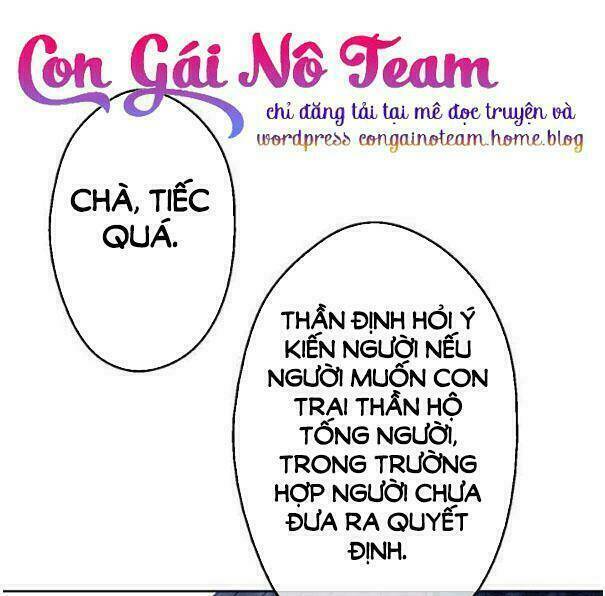 Con Gái Nô Team
chỉ đăng tải tại mê đọc truyện và
wordpress congainoteam.home.blog
CHÀ, TIẾC
QUÁ.
THẦN ĐỊNH HỎI Ý
KIẾN NGƯỜI NẾU
NGƯỜI MUỐN CON
TRAI THẦN HỘ
TỐNG NGƯỜI,
TRONG TRƯỜNG
HỢP NGƯỜI CHƯA
ĐƯA RA QUYẾT
ĐỊNH.